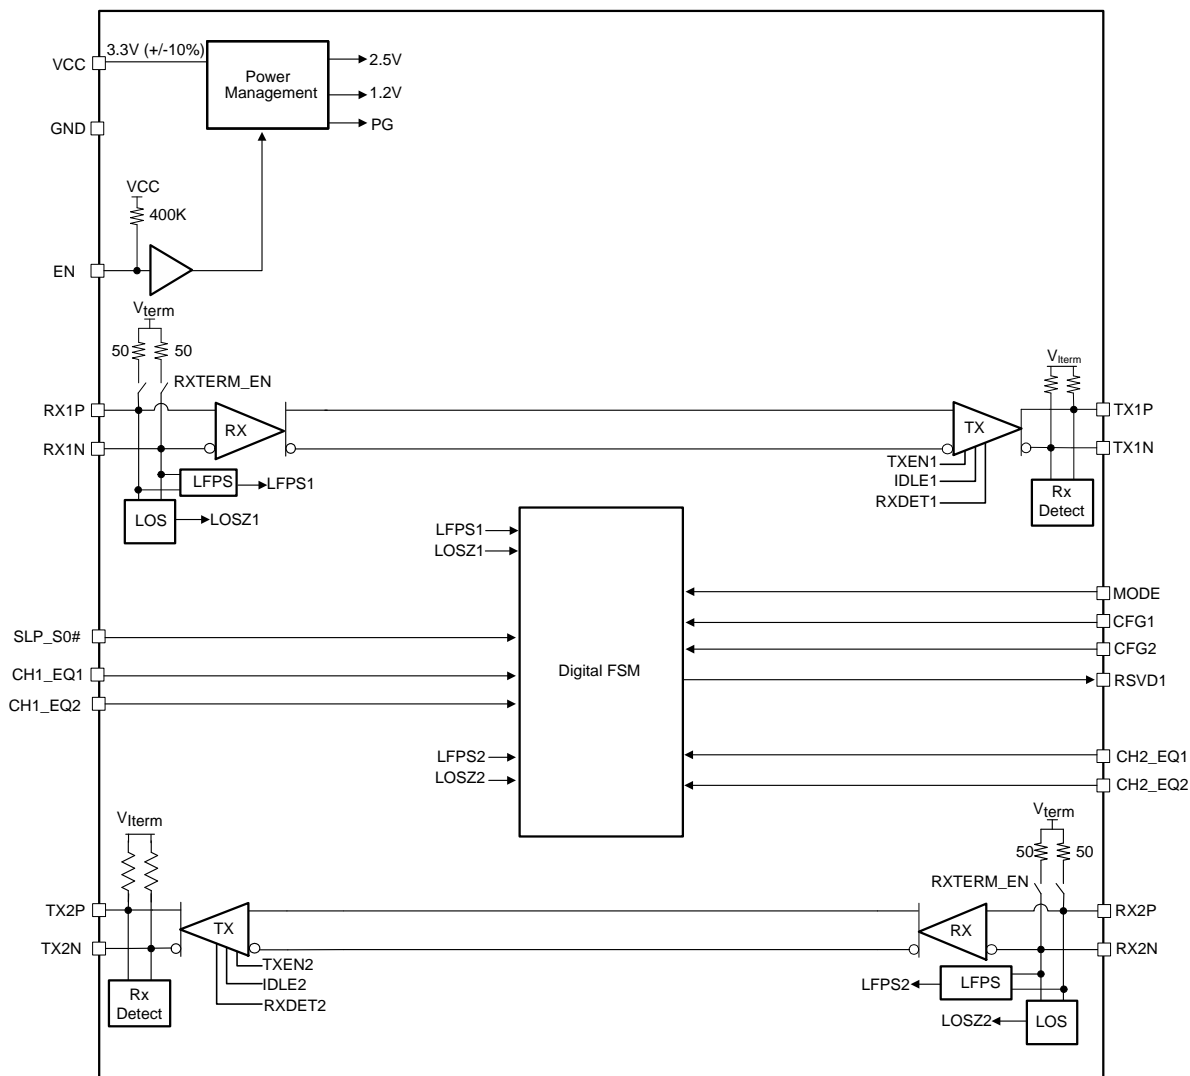 VCC
3.3V (+/-10%)
Power
Management
2.5V
1.2V
PG
GND
VCC
400K
EN
Vterm
50
50
RXTERM_EN
RX1P
RX1N
RX
LFPS
LFPS1
LOS
LOSZ1
VIterm
TX
TX1P
TX1N
TXEN1
IDLE1
RXDET1
Rx
Detect
LFPS1
LOSZ1
SLP_S0#
CH1_EQ1
CH1_EQ2
Digital FSM
MODE
CFG1
CFG2
RSVD1
LFPS2
LOSZ2
CH2_EQ1
CH2_EQ2
VIterm
TX2P
TX2N
TX
TXEN2
IDLE2
RXDET2
Rx
Detect
Vterm
50
50
RXTERM_EN
RX
RX2P
RX2N
LFPS2
LFPS
LOSZ2
LOS